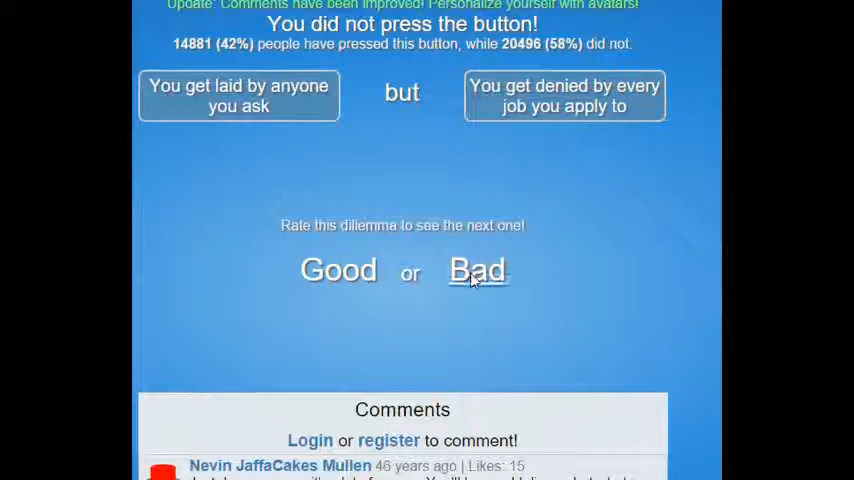 Update: Comments have been improved! Personalize yourself with avatars!
You did not press the button!
14881 (42%) people have pressed this button, while 20496 (58%) did not.
You get laid by anyone
you ask
but
You get denied by every
job you apply to
Rate this dillemma to see the next one!
Good or Bad
Comments
Login or register to comment!
Nevin JaffaCakes Mullen 46 years ago | Likes: 15